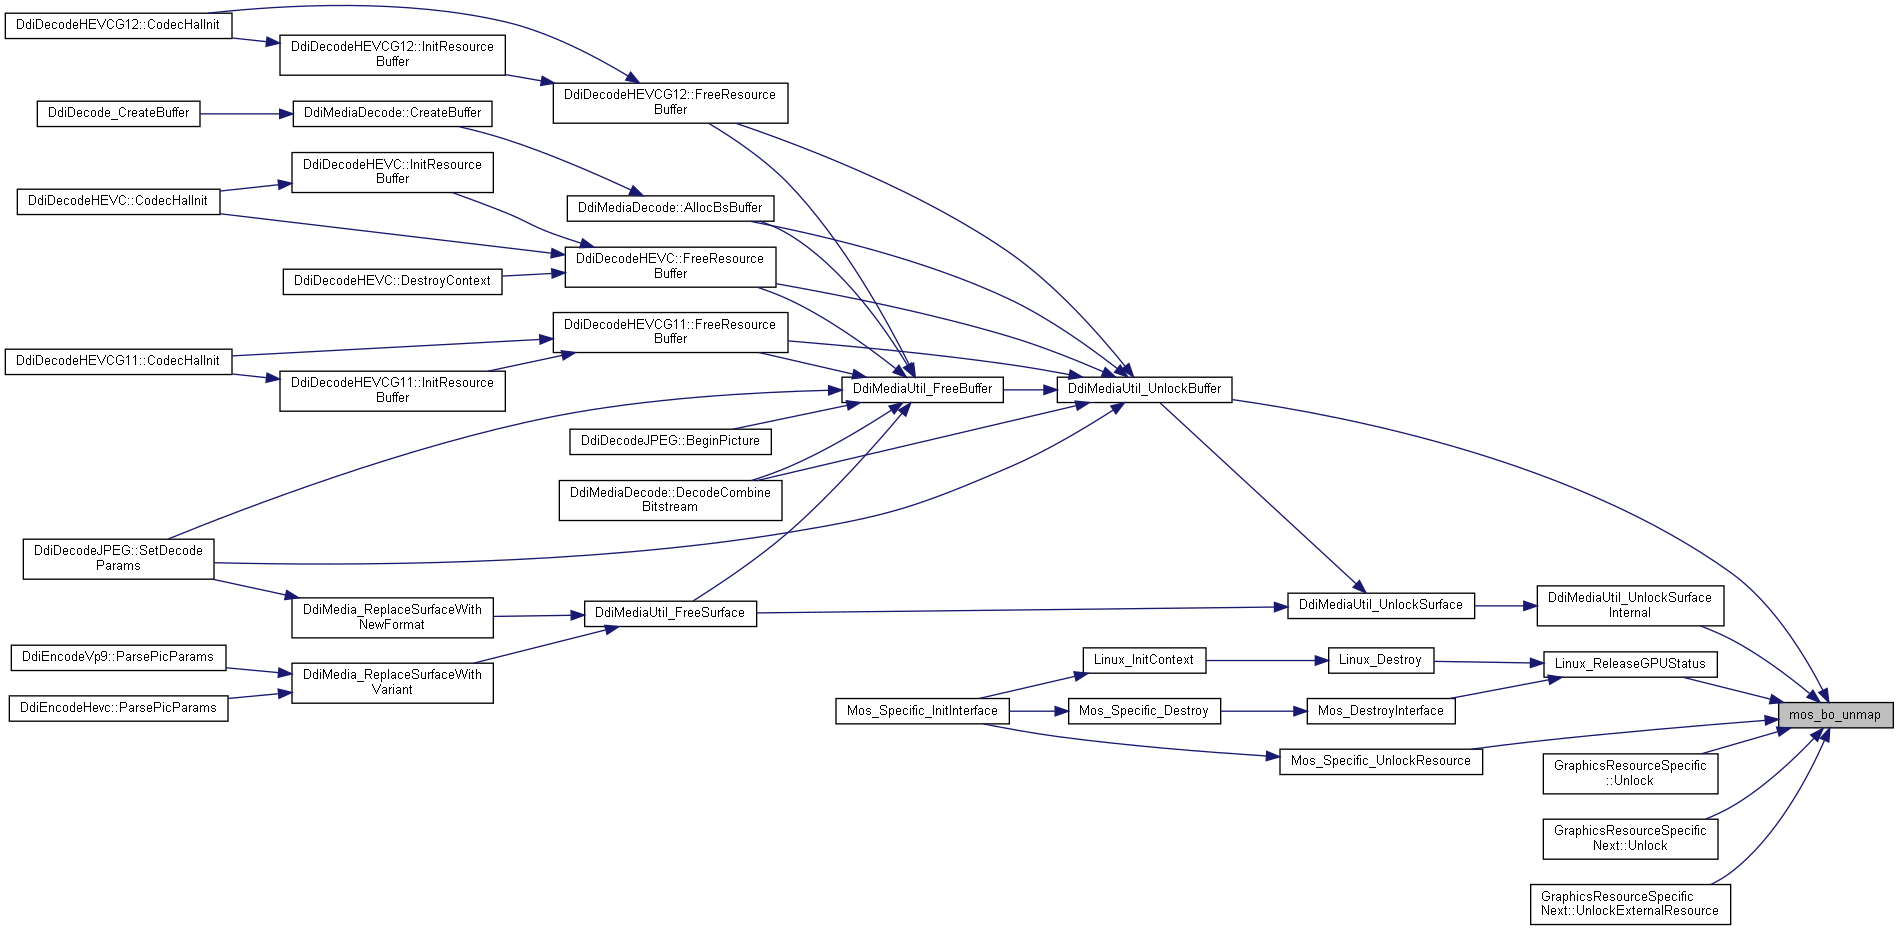 DdiDecodeHEVCG12::CodecHalInit
DdiDecodeHEVCG12::InitResource
Buffer
DdiDecodeHEVCG12::FreeResource
Buffer
DdiDecode_CreateBuffer
DdiMediaDecode::CreateBuffer
DdiDecodeHEVC::InitResource
Buffer
DdiDecodeHEVC::CodecHalInit
DdiMediaDecode::AllocBsBuffer
DdiDecodeHEVC::FreeResource
Buffer
DdiDecodeHEVC::DestroyContext
DdiDecodeHEVCG11::FreeResource
Buffer
DdiDecodeHEVCG11::CodecHalInit
DdiDecodeHEVCG11::InitResource
Buffer
DdiMediaUtil_FreeBuffer
DdiMediaUtil_UnlockBuffer
DdiDecodeJPEG::BeginPicture
DdiMediaDecode::DecodeCombine
Bitstream
DdiDecodeJPEG::SetDecode
Params
DdiMedia_ReplaceSurfaceWith
NewFormat
DdiMediaUtil_FreeSurface
DdiMediaUtil_UnlockSurface
DdiMediaUtil_UnlockSurface
Internal
DdiEncodeVp9::ParsePicParams
DdiMedia_ReplaceSurfaceWith
Variant
DdiEncodeHevc::ParsePicParams
Linux_InitContext
Linux_Destroy
Linux_ReleaseGPUStatus
Mos_Specific_InitInterface
Mos_Specific_Destroy
Mos_DestroyInterface
mos_bo_unmap
Mos_Specific_UnlockResource
GraphicsResourceSpecific
::Unlock
GraphicsResourceSpecific
Next::Unlock
GraphicsResourceSpecific
Next::UnlockExternalResource